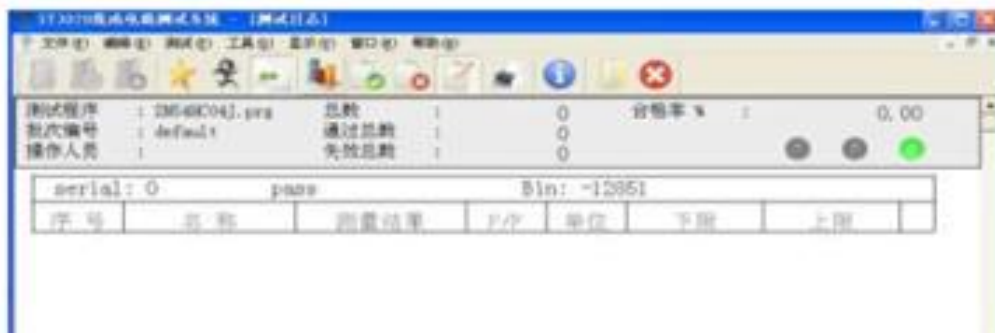 ST3020集成电路测试系统 - [测试日志]
文件(F) 编辑(E) 测试(T) 工具(G) 显示(V) 窗口(W) 帮助(H)
测试程序 : SN54HC04J.prg 总数 : 0 合格率 % : 0.00
批次编号 : default 通过总数 : 0
操作人员 : 失效总数 : 0
serial: 0 pass Bin: -12851
序 号 名 称 测量结果 P/F 单位 下限 上限